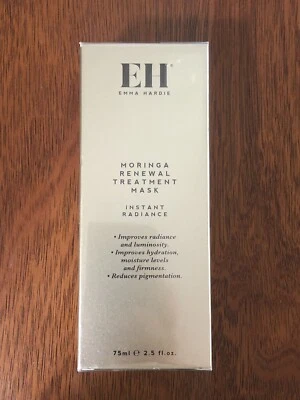 EH®
EMMA HARDIE
MORINGA
RENEWAL
TREATMENT
MASK
INSTANT
RADIANCE
• Improves radiance
and luminosity.
• Improves hydration,
moisture levels
and firmness.
• Reduces pigmentation.
75ml ℮ 2.5 fl.oz.